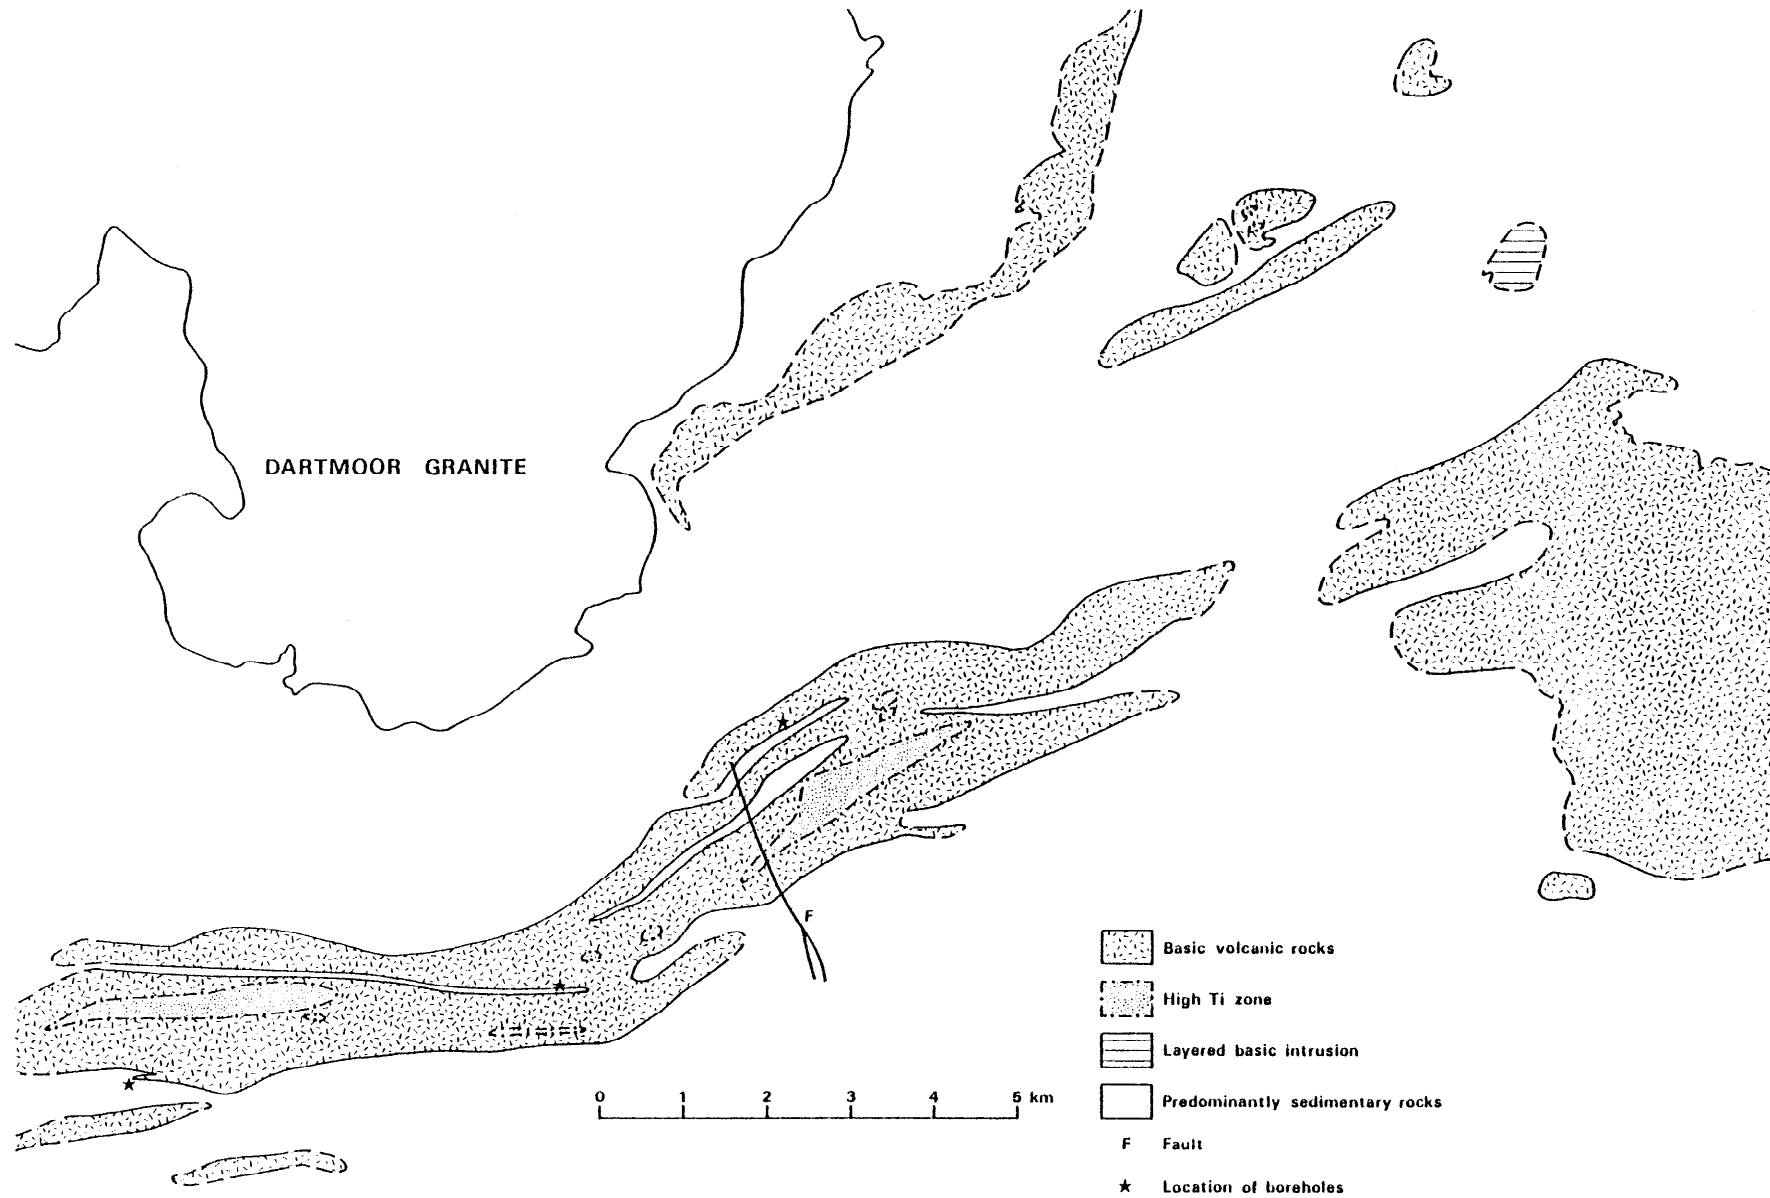 DARTMOOR GRANITE
F
Basic volcanic rocks
High Ti zone
Layered basic intrusion
0 1 2 3 4 5 km
Predominantly sedimentary rocks
F Fault
★ Location of boreholes